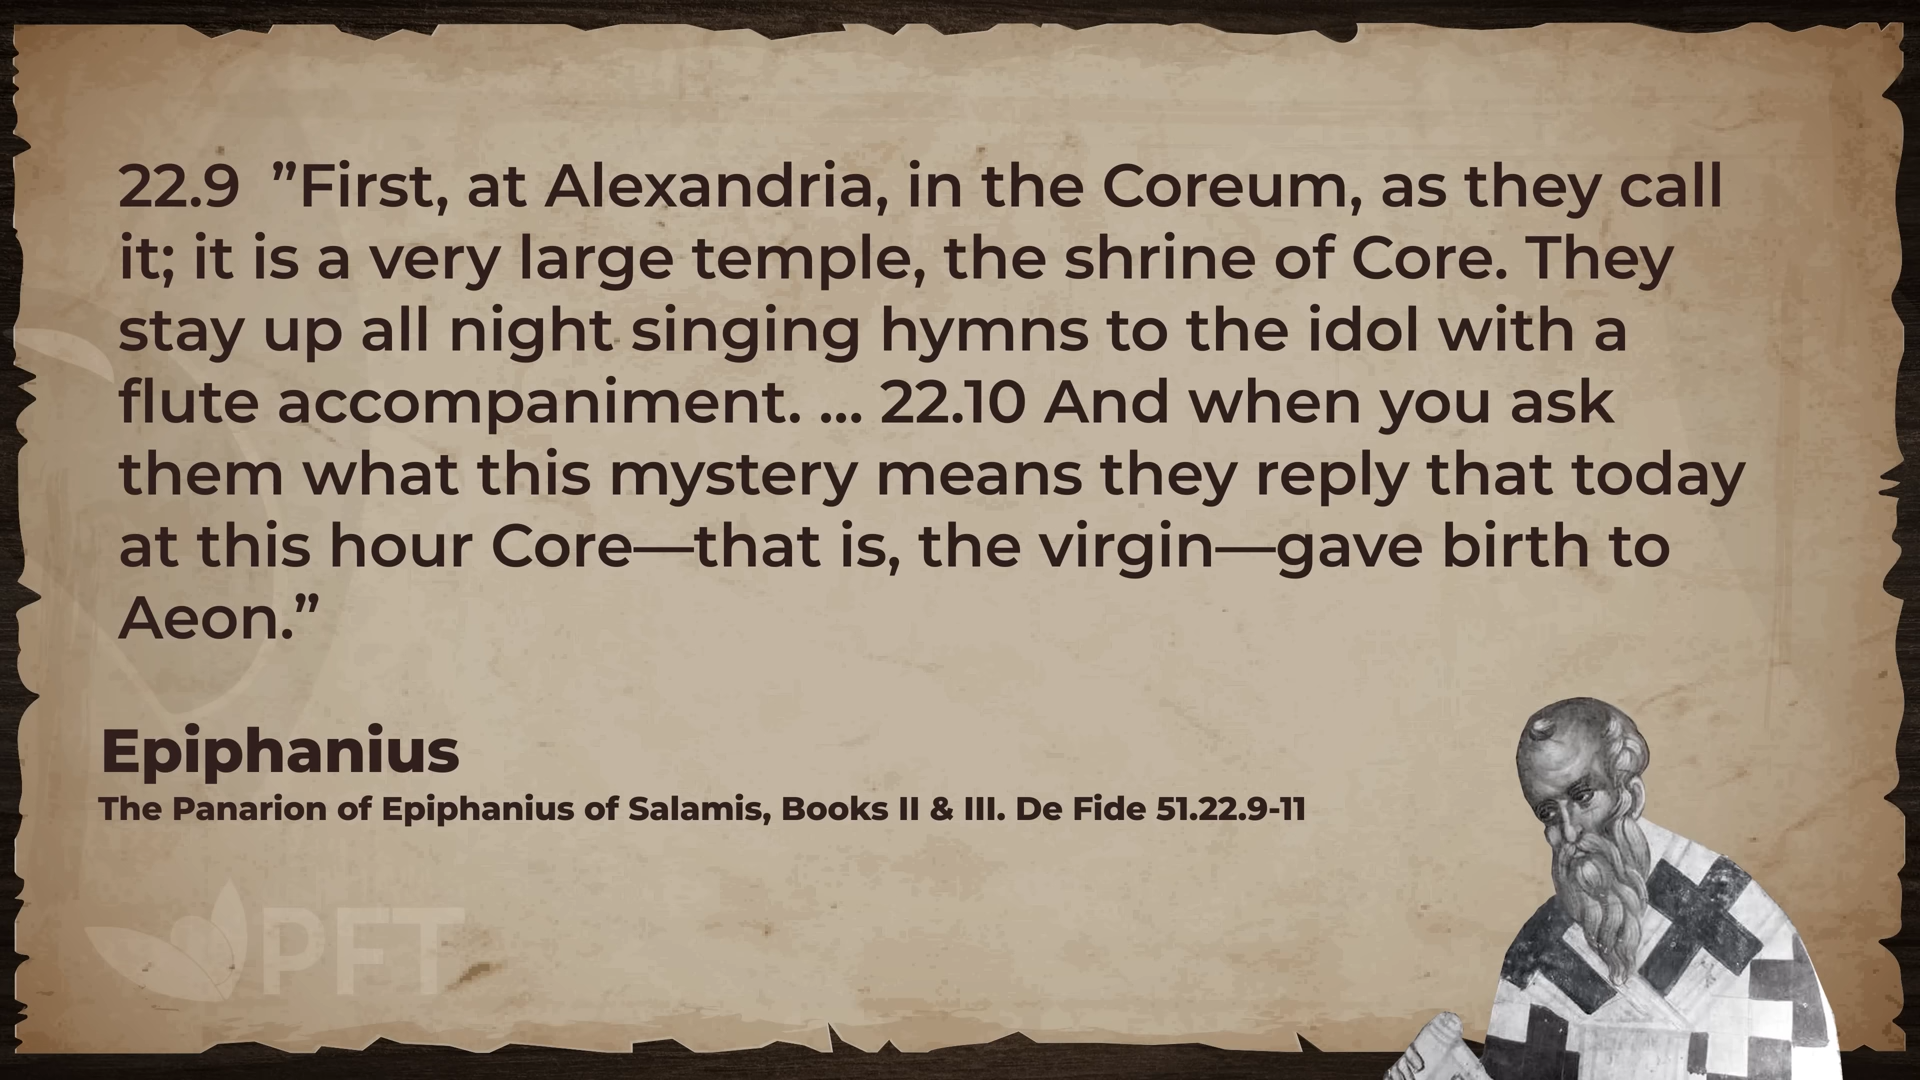 22.9 ”First, at Alexandria, in the Coreum, as they call
it; it is a very large temple, the shrine of Core. They
stay up all night singing hymns to the idol with a
flute accompaniment. ... 22.10 And when you ask
them what this mystery means they reply that today
at this hour Core—that is, the virgin—gave birth to
Aeon.”
Epiphanius
The Panarion of Epiphanius of Salamis, Books II & III. De Fide 51.22.9-11
PFT